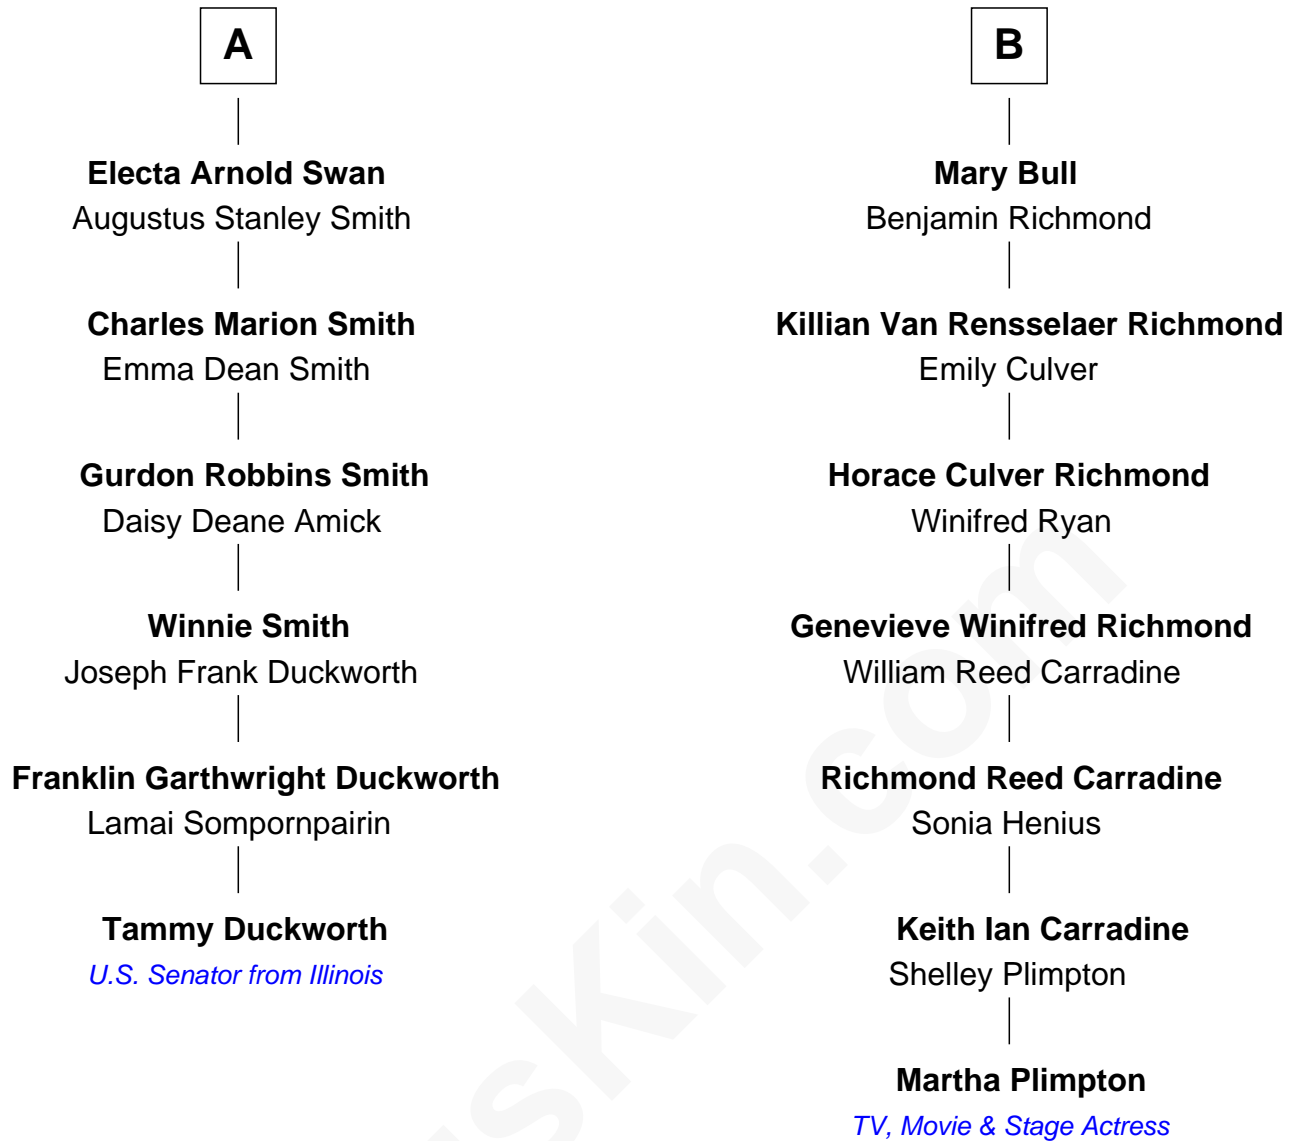 A
Electa Arnold Swan
Augustus Stanley Smith
Charles Marion Smith
Emma Dean Smith
Gurdon Robbins Smith
Daisy Deane Amick
Winnie Smith
Joseph Frank Duckworth
Franklin Garthwright Duckworth
Lamai Sompornpairin
Tammy Duckworth
U.S. Senator from Illinois
B
Mary Bull
Benjamin Richmond
Killian Van Rensselaer Richmond
Emily Culver
Horace Culver Richmond
Winifred Ryan
Genevieve Winifred Richmond
William Reed Carradine
Richmond Reed Carradine
Sonia Henius
Keith Ian Carradine
Shelley Plimpton
Martha Plimpton
TV, Movie & Stage Actress